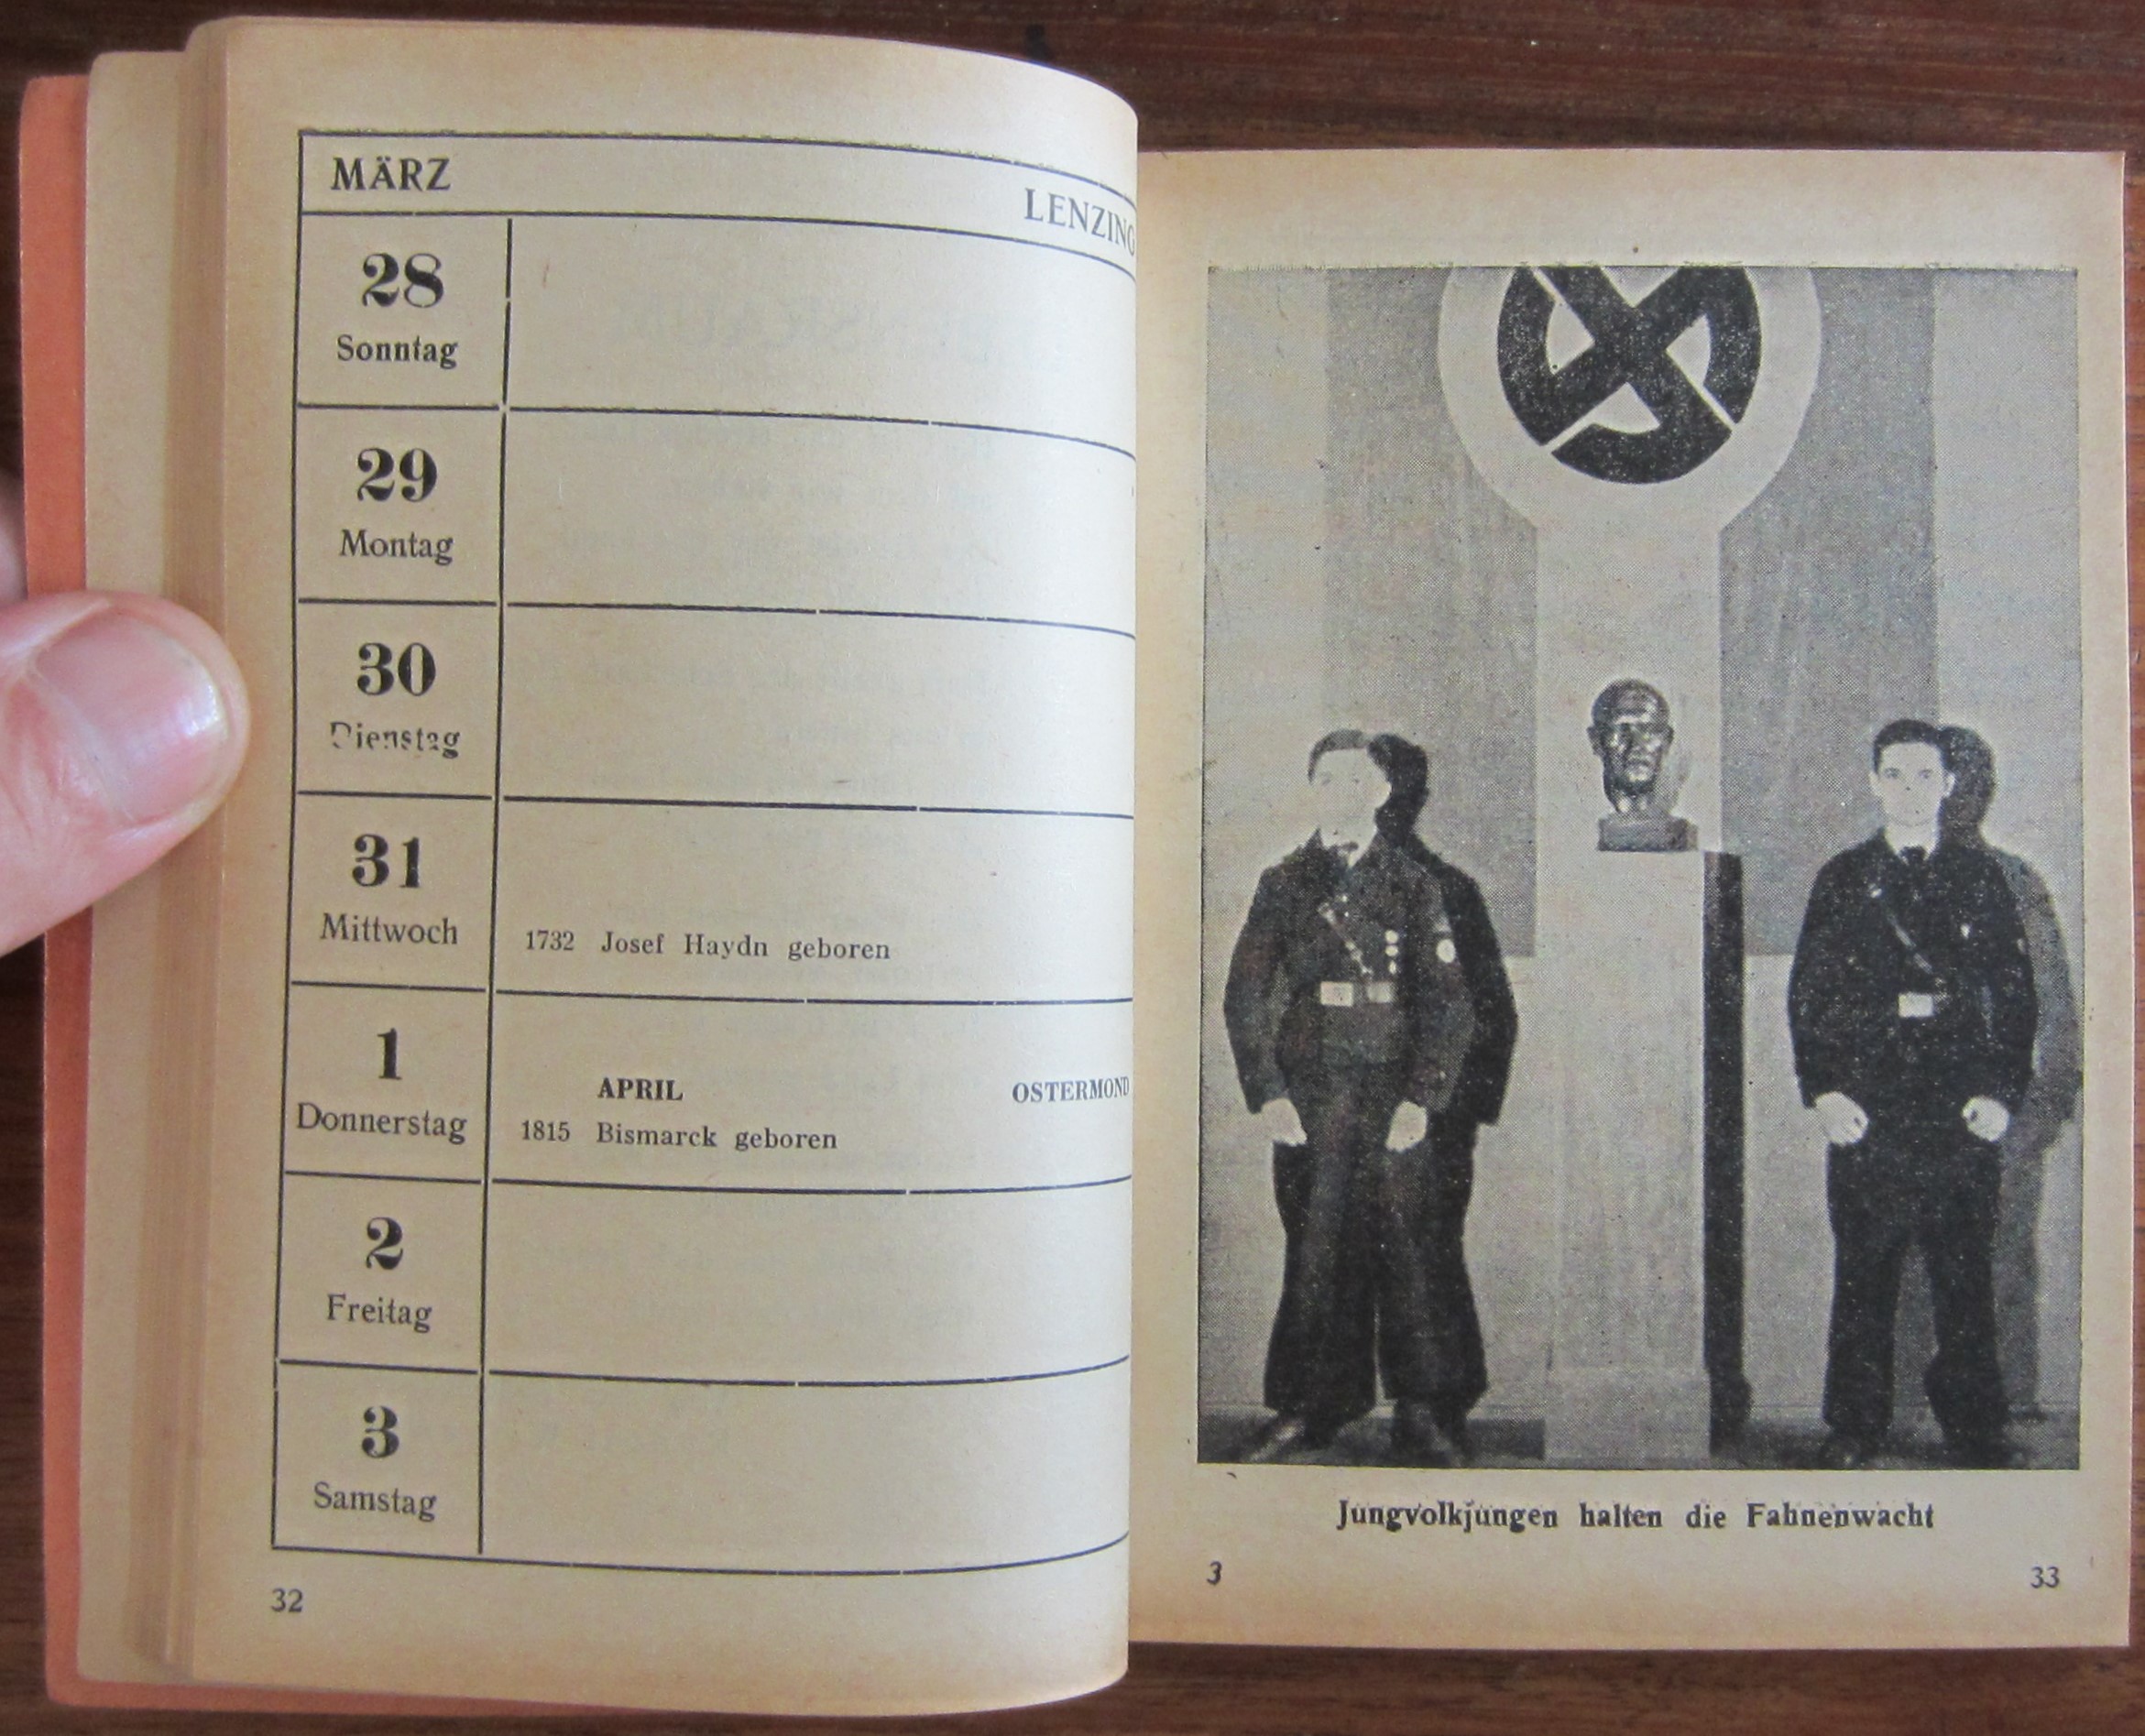 MÄRZ
LENZING
28
Sonntag
29
Montag
30
Dienstag
31
Mittwoch
1732 Josef Haydn geboren
1
Donnerstag
APRIL OSTERMOND
1815 Bismarck geboren
2
Freitag
3
Samstag
32
Jungvolkjungen halten die Fahnenwacht
3
33